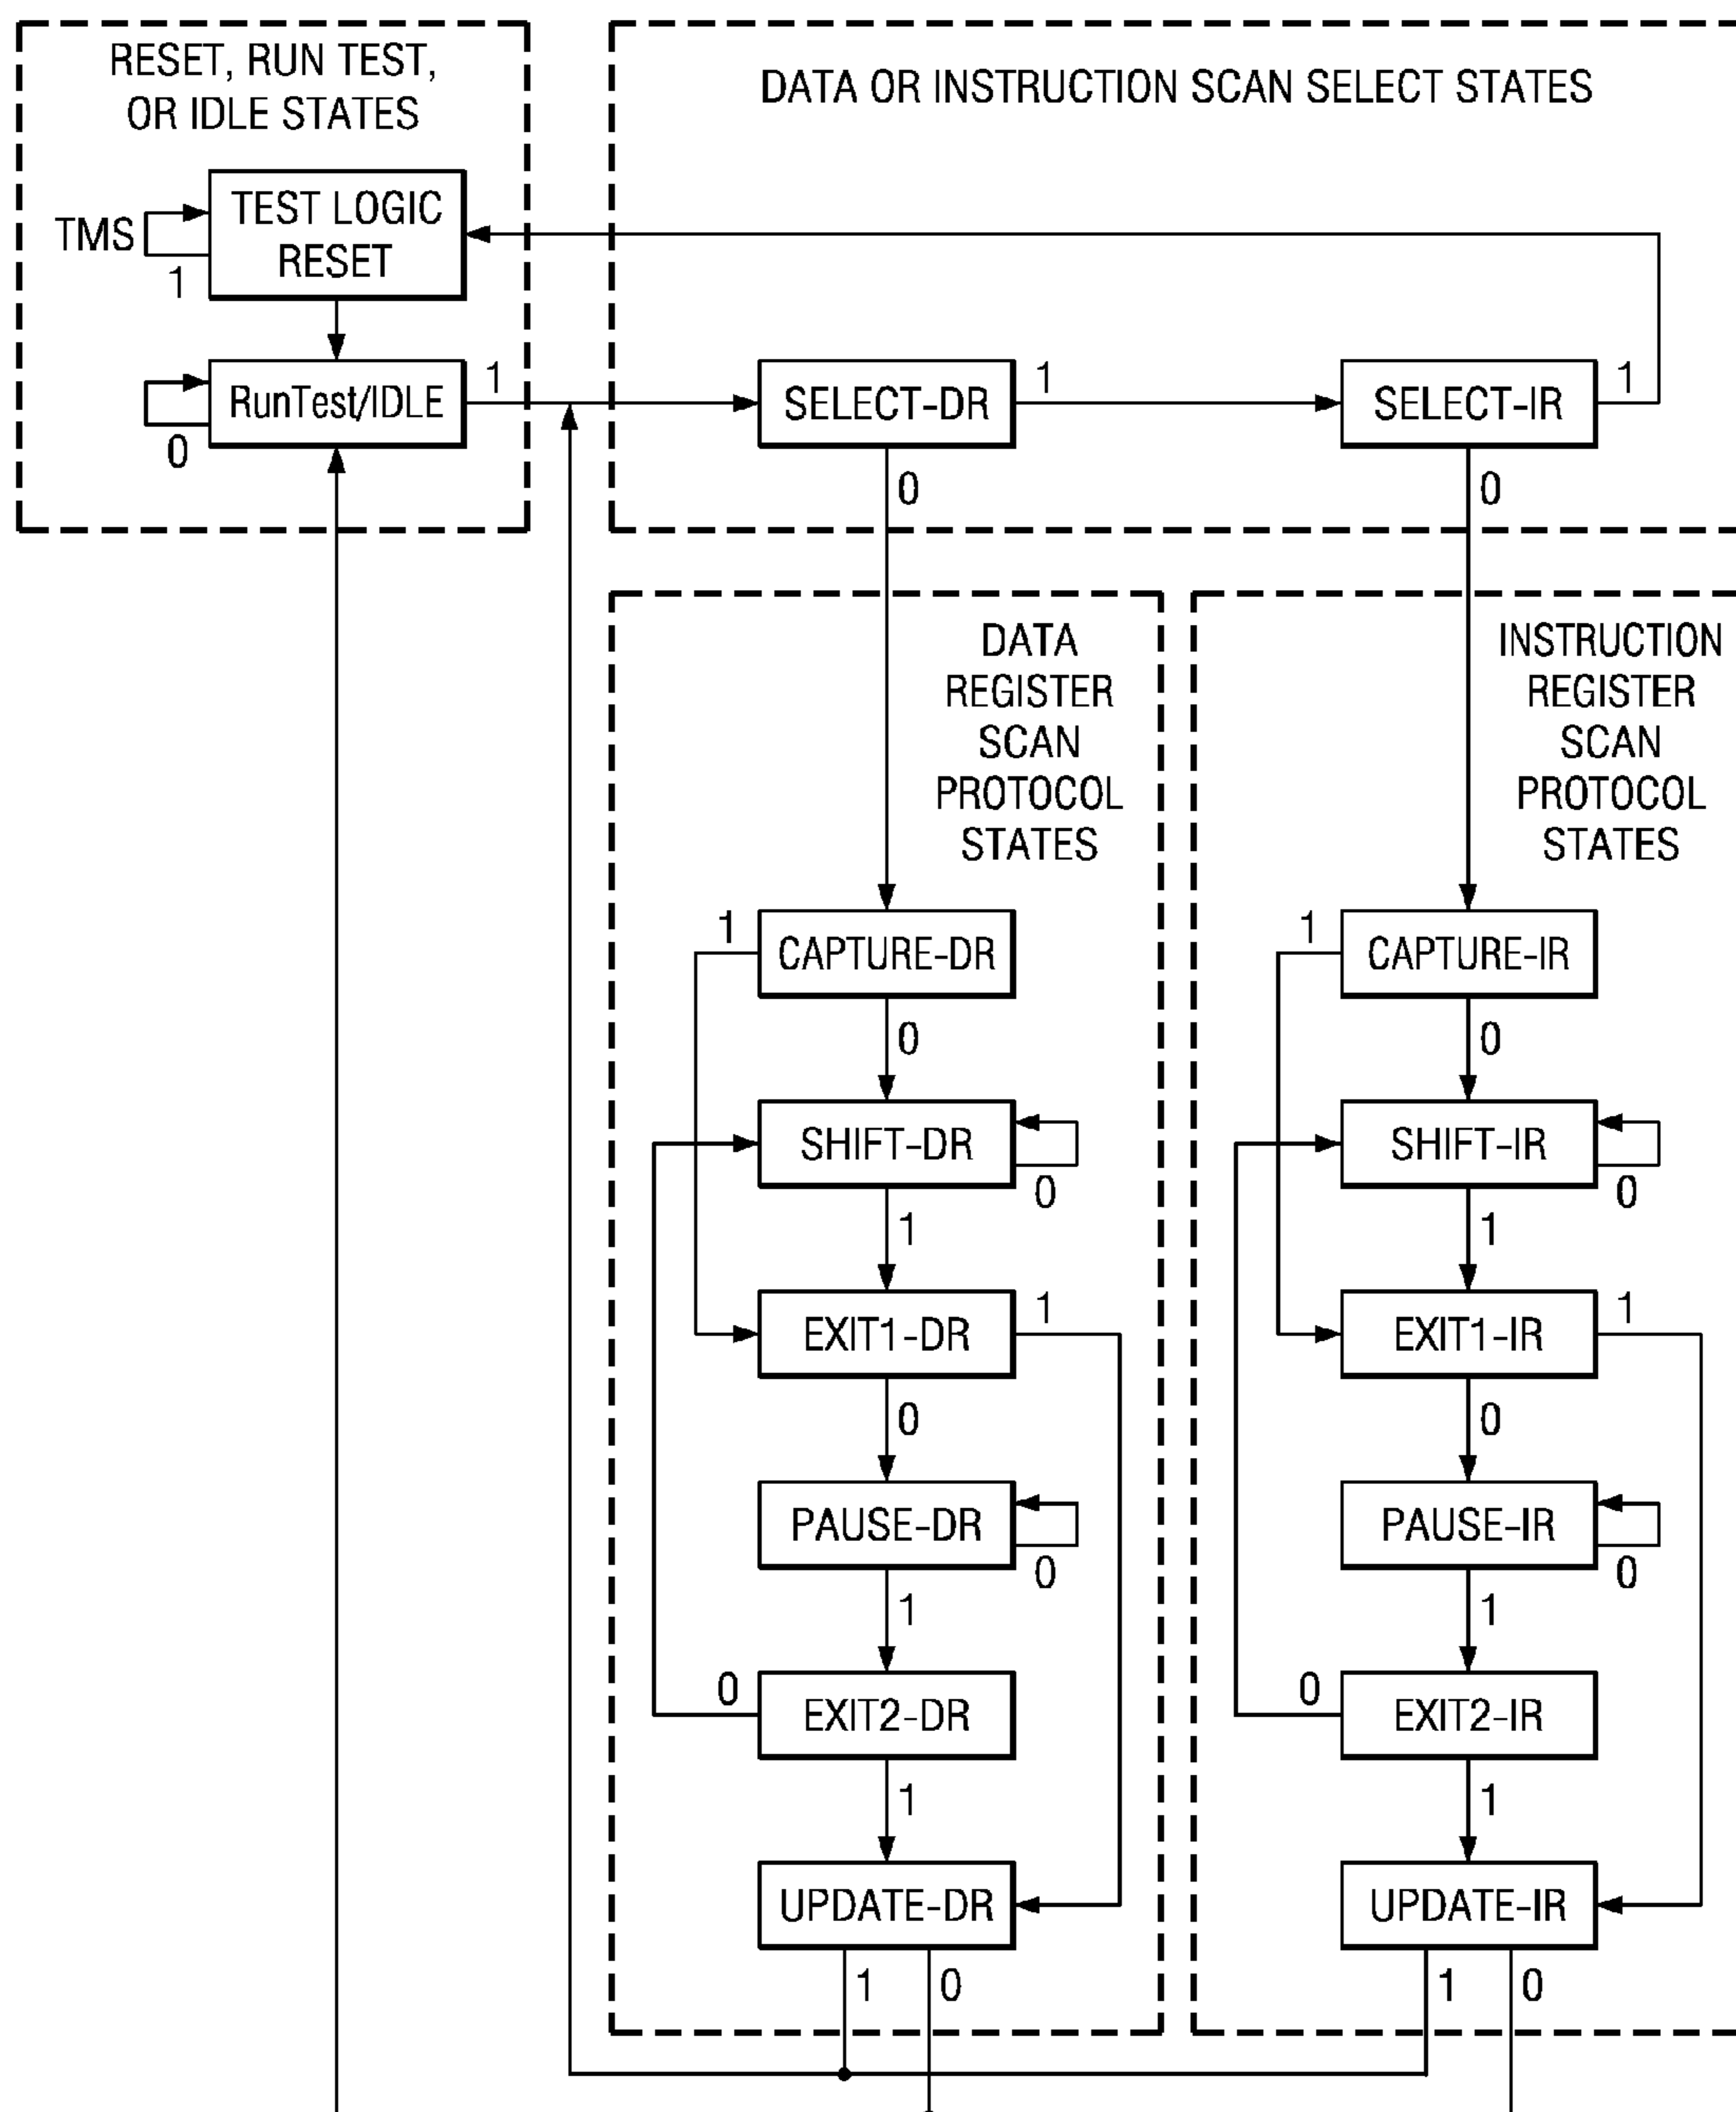 RESET, RUN TEST,
OR IDLE STATES
DATA OR INSTRUCTION SCAN SELECT STATES
TMS
TEST LOGIC
RESET
1
RunTest/IDLE
1
0
SELECT-DR
1
SELECT-IR
1
0
0
DATA
REGISTER
SCAN
PROTOCOL
STATES
INSTRUCTION
REGISTER
SCAN
PROTOCOL
STATES
1
CAPTURE-DR
0
SHIFT-DR
0
1
EXIT1-DR
1
0
PAUSE-DR
0
1
0
EXIT2-DR
1
UPDATE-DR
1
0
1
CAPTURE-IR
0
SHIFT-IR
0
1
EXIT1-IR
1
0
PAUSE-IR
0
1
0
EXIT2-IR
1
UPDATE-IR
1
0